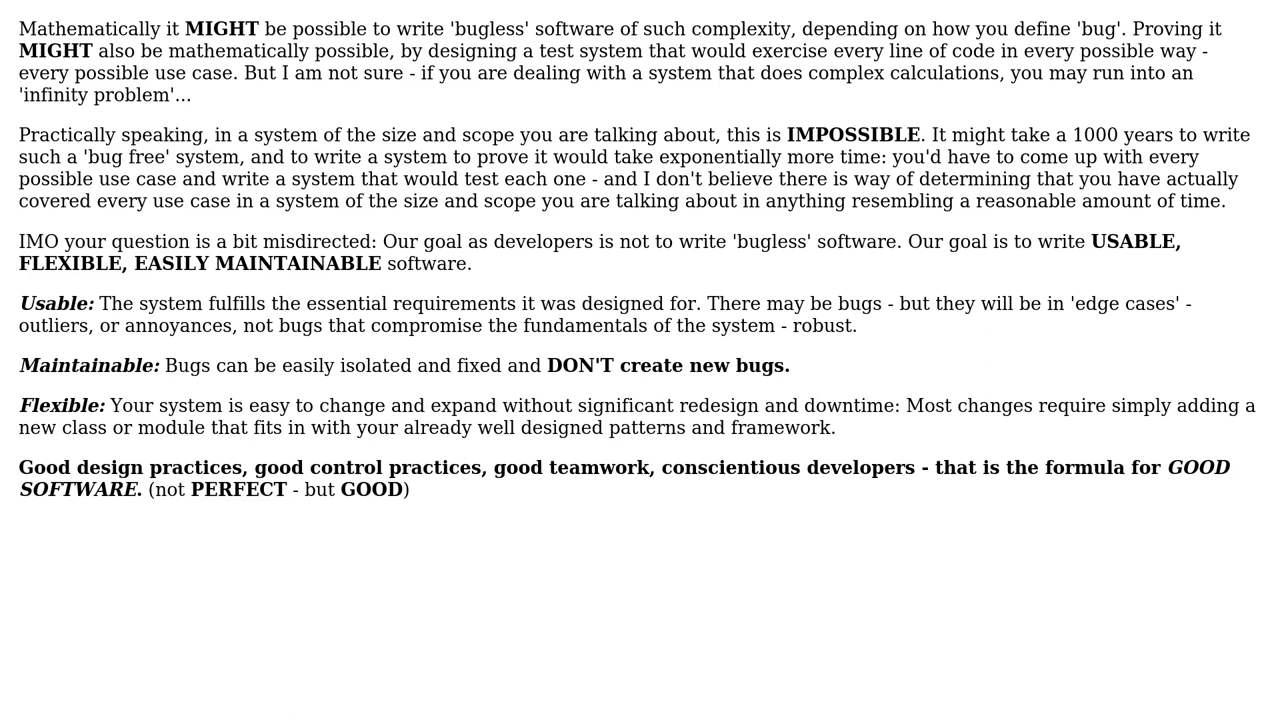 Mathematically it MIGHT be possible to write 'bugless' software of such complexity, depending on how you define 'bug'. Proving it
MIGHT also be mathematically possible, by designing a test system that would exercise every line of code in every possible way -
every possible use case. But I am not sure - if you are dealing with a system that does complex calculations, you may run into an
'infinity problem'...
Practically speaking, in a system of the size and scope you are talking about, this is IMPOSSIBLE. It might take a 1000 years to write
such a 'bug free' system, and to write a system to prove it would take exponentially more time: you'd have to come up with every
possible use case and write a system that would test each one - and I don't believe there is way of determining that you have actually
covered every use case in a system of the size and scope you are talking about in anything resembling a reasonable amount of time.
IMO your question is a bit misdirected: Our goal as developers is not to write 'bugless' software. Our goal is to write USABLE,
FLEXIBLE, EASILY MAINTAINABLE software.
Usable: The system fulfills the essential requirements it was designed for. There may be bugs - but they will be in 'edge cases' -
outliers, or annoyances, not bugs that compromise the fundamentals of the system - robust.
Maintainable: Bugs can be easily isolated and fixed and DON'T create new bugs.
Flexible: Your system is easy to change and expand without significant redesign and downtime: Most changes require simply adding a
new class or module that fits in with your already well designed patterns and framework.
Good design practices, good control practices, good teamwork, conscientious developers - that is the formula for GOOD
SOFTWARE. (not PERFECT - but GOOD)